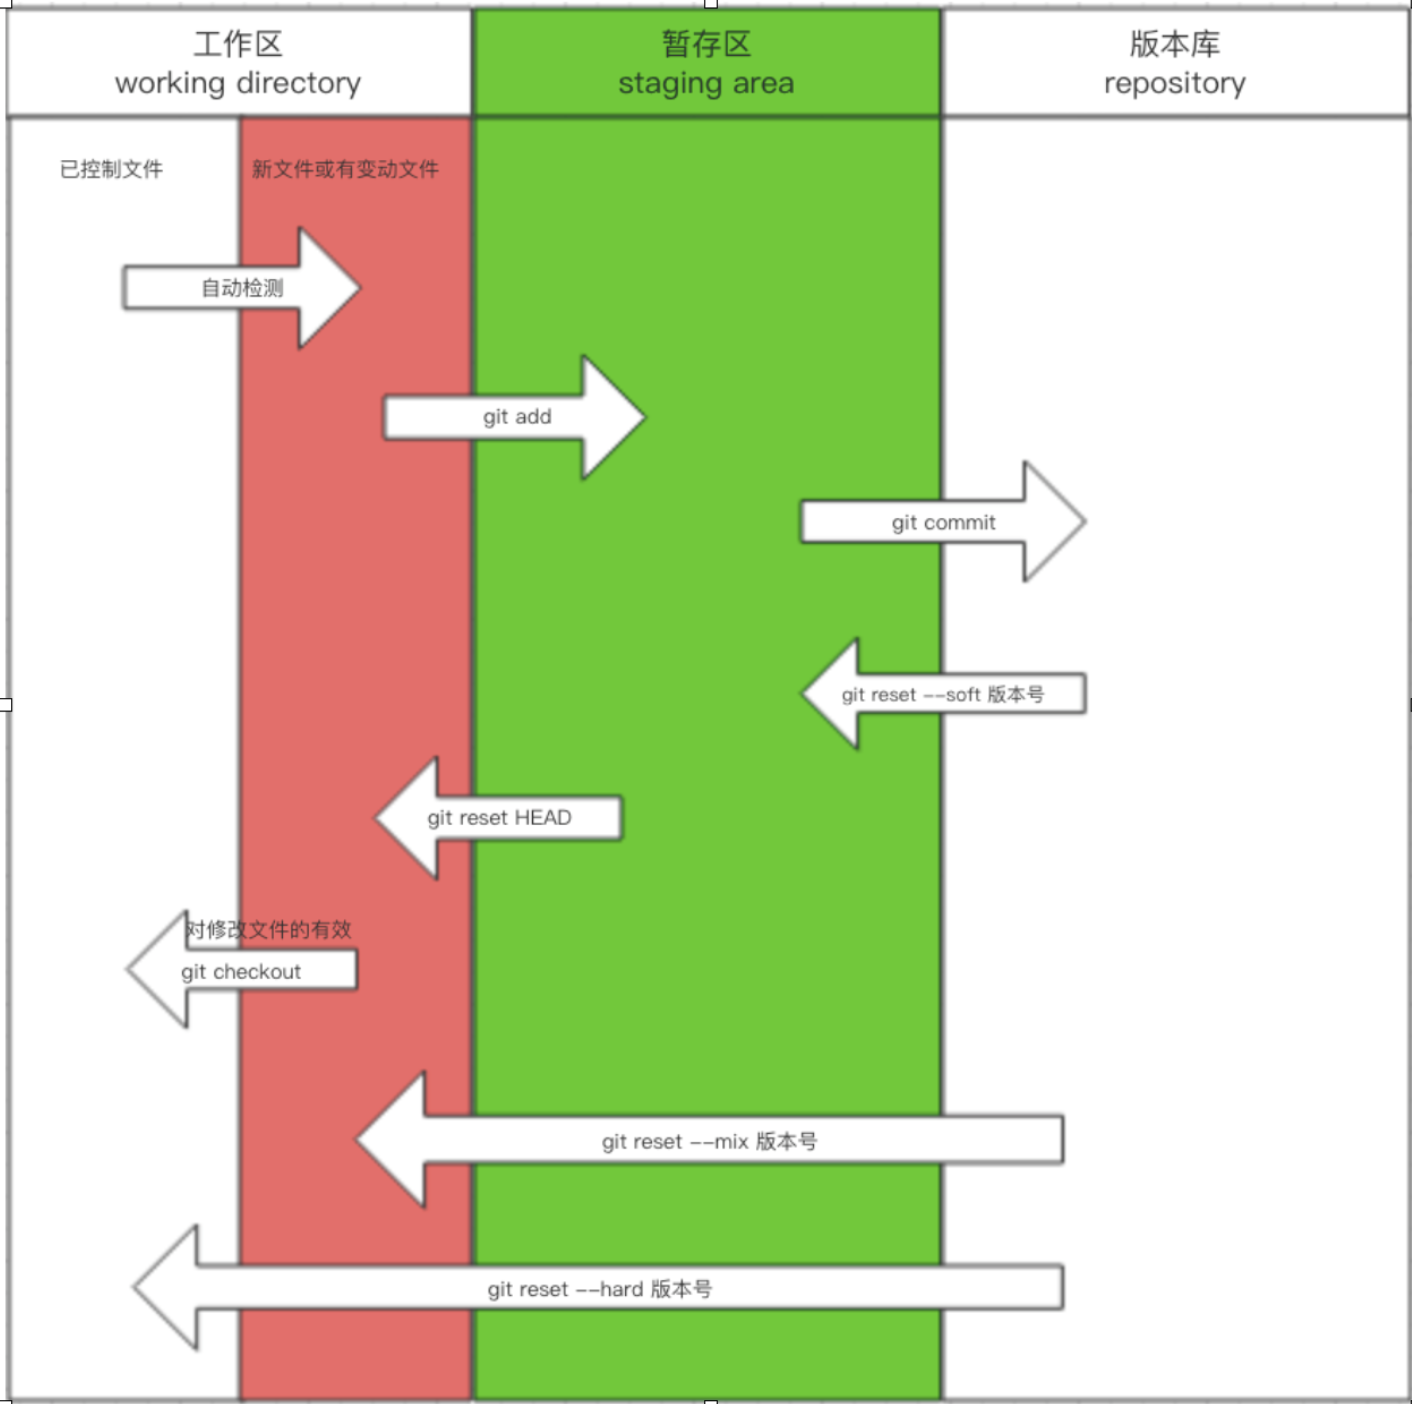 工作区
working directory
暂存区
staging area
版本库
repository
已控制文件
新文件或有变动文件
自动检测
git add
git commit
git reset --soft 版本号
git reset HEAD
对修改文件的有效
git checkout
git reset --mix 版本号
git reset --hard 版本号